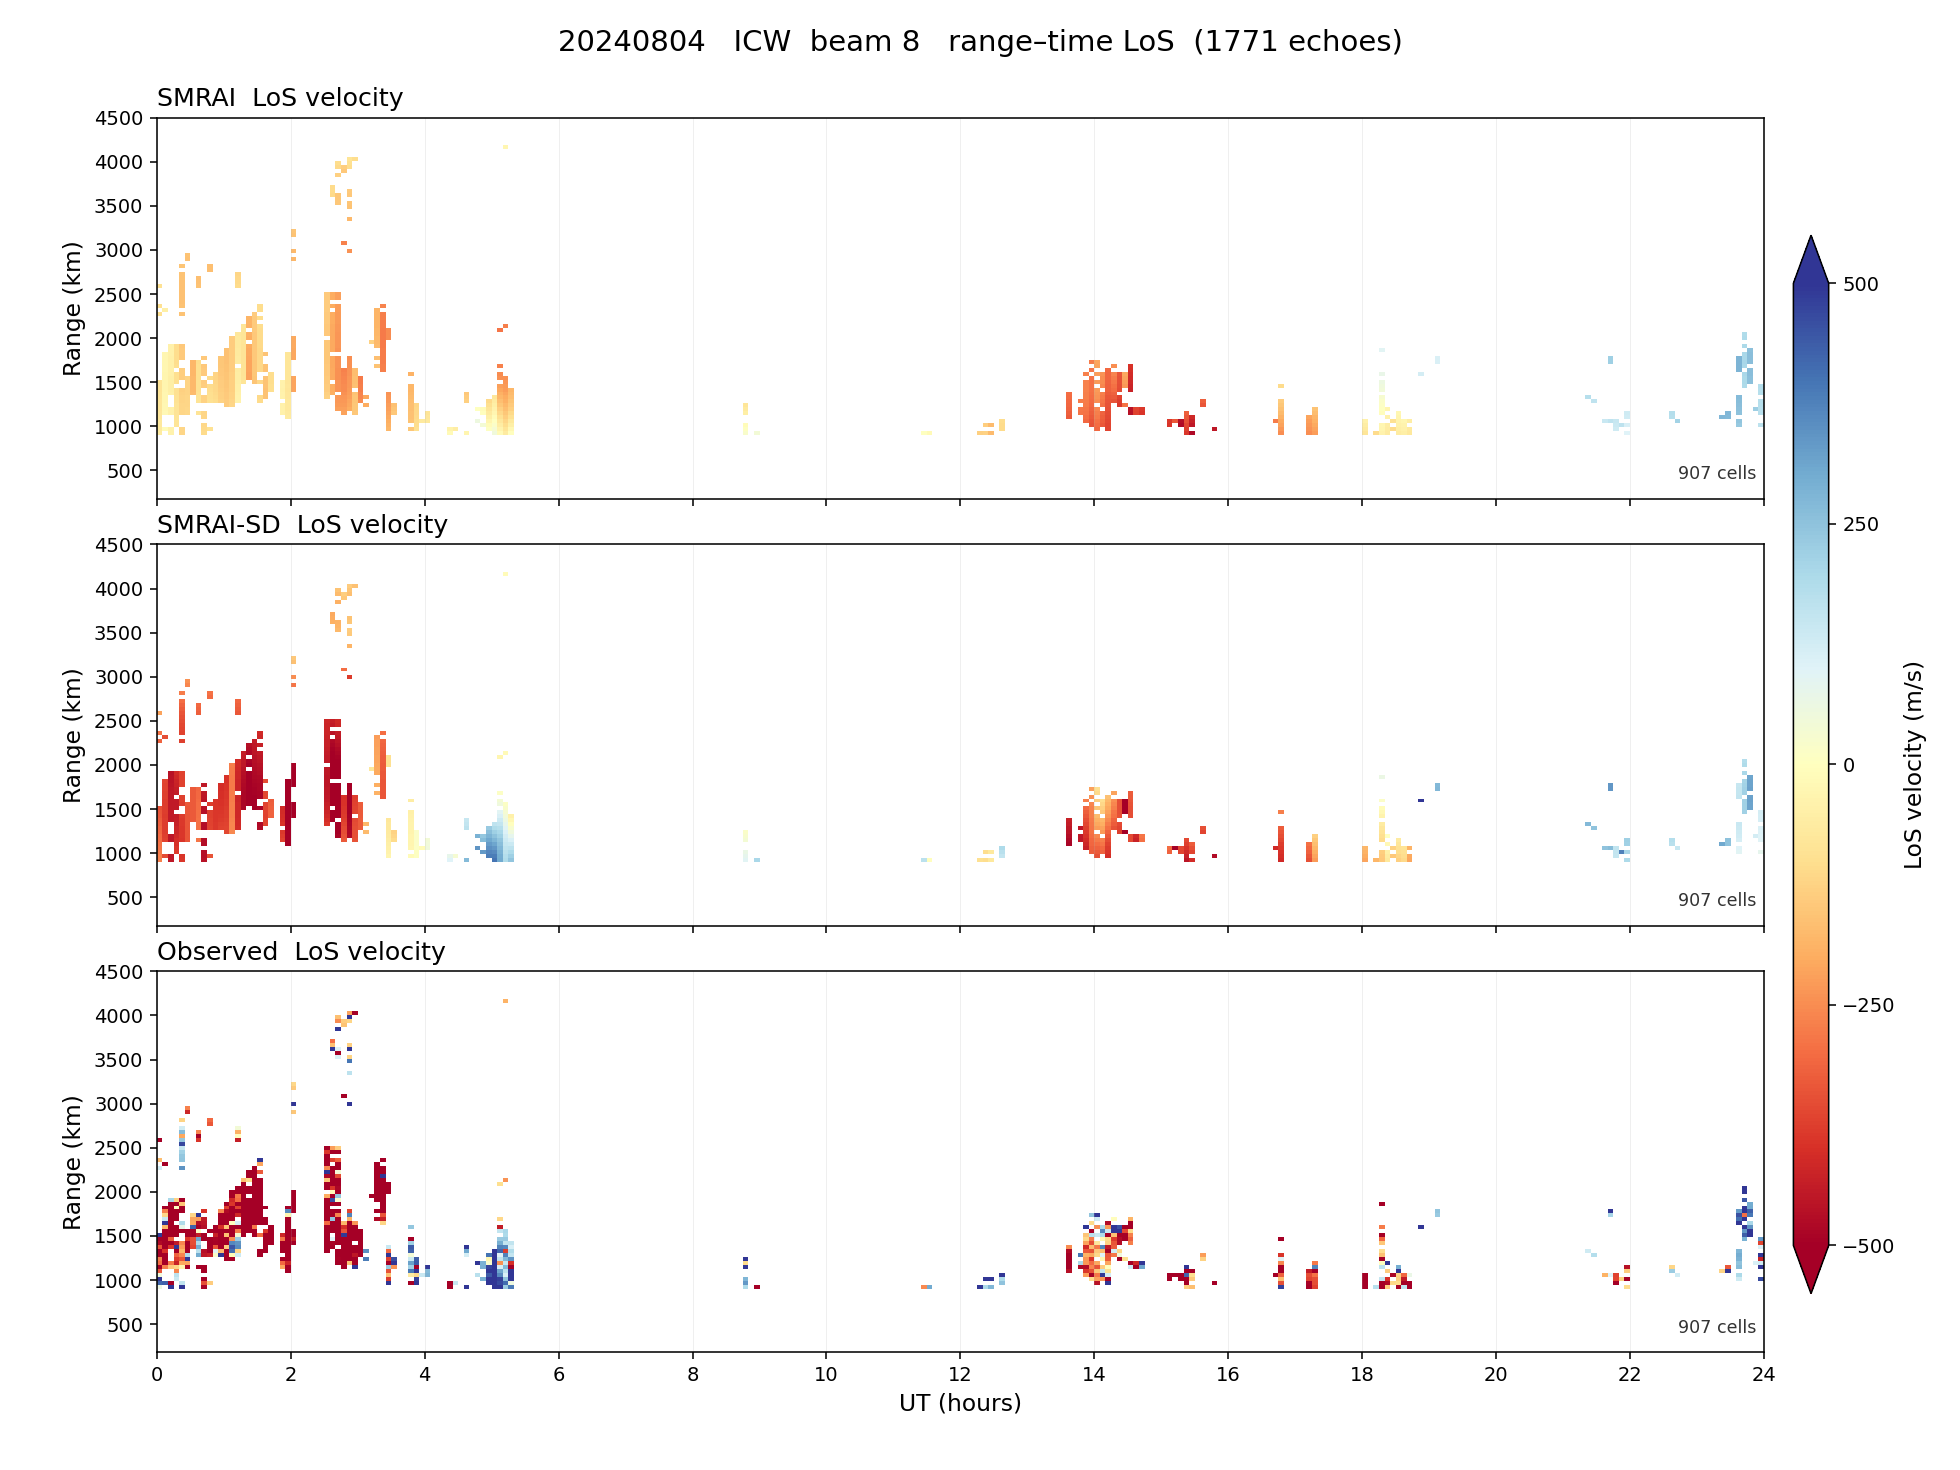 20240804   ICW  beam 8   range–time LoS  (1771 echoes)
SMRAI  LoS velocity
4500
4000
3500
3000
2500
2000
1500
1000
500
Range (km)
907 cells
SMRAI-SD  LoS velocity
4500
4000
3500
3000
2500
2000
1500
1000
500
Range (km)
907 cells
Observed  LoS velocity
4500
4000
3500
3000
2500
2000
1500
1000
500
Range (km)
907 cells
0 2 4 6 8 10 12 14 16 18 20 22 24
UT (hours)
500
250
0
−250
−500
LoS velocity (m/s)